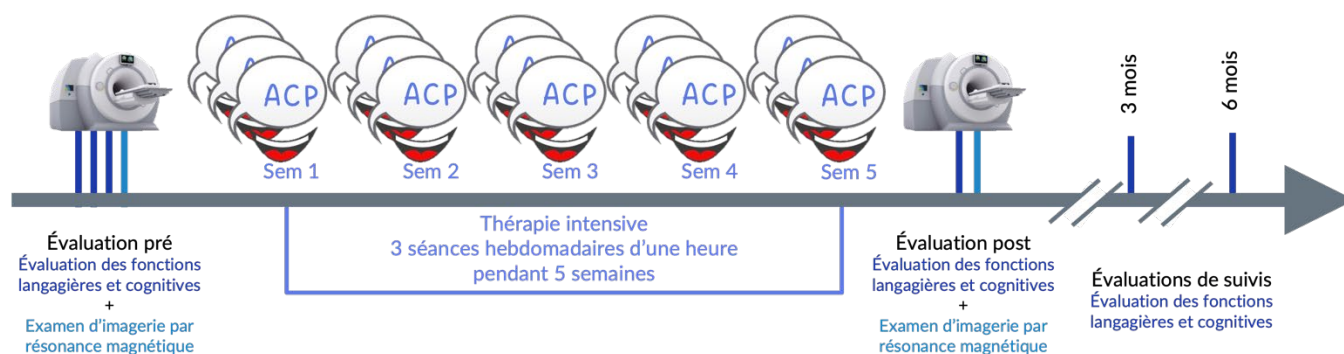 ACP
ACP
ACP
ACP
ACP
Sem 1
Sem 2
Sem 3
Sem 4
Sem 5
3 mois
6 mois
Évaluation pré
Évaluation des fonctions
langagières et cognitives
+
Examen d'imagerie par
résonance magnétique
Thérapie intensive
3 séances hebdomadaires d'une heure
pendant 5 semaines
Évaluation post
Évaluation des fonctions
langagières et cognitives
+
Examen d'imagerie par
résonance magnétique
Évaluations de suivis
Évaluation des fonctions
langagières et cognitives